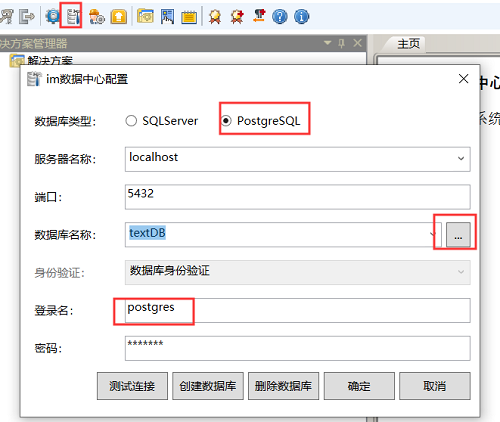 决方案管理器
解决方案
主页
im数据中心配置
数据库类型：
SQLServer
PostgreSQL
服务器名称：
localhost
端口：
5432
数据库名称：
textDB
...
身份验证：
数据库身份验证
登录名：
postgres
密码：
*******
测试连接
创建数据库
删除数据库
确定
取消
中心
系统